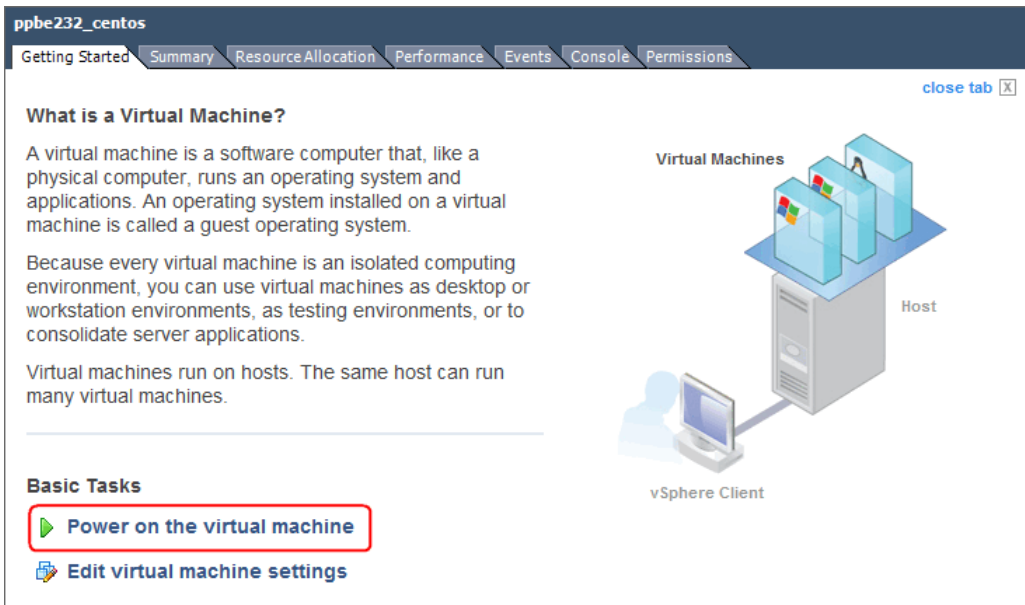 ppbe232_centos
Getting Started Summary Resource Allocation Performance Events Console Permissions
close tab X
What is a Virtual Machine?
A virtual machine is a software computer that, like a
physical computer, runs an operating system and
applications. An operating system installed on a virtual
machine is called a guest operating system.
Because every virtual machine is an isolated computing
environment, you can use virtual machines as desktop or
workstation environments, as testing environments, or to
consolidate server applications.
Virtual machines run on hosts. The same host can run
many virtual machines.
Virtual Machines
Host
vSphere Client
Basic Tasks
Power on the virtual machine
Edit virtual machine settings